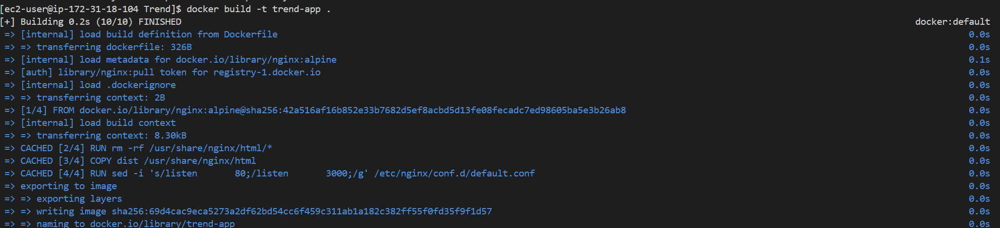 [ec2-user@ip-172-31-18-104 Trend]$ docker build -t trend-app .
[+] Building 0.2s (10/10) FINISHED docker:default
=> [internal] load build definition from Dockerfile 0.0s
=> => transferring dockerfile: 326B 0.0s
=> [internal] load metadata for docker.io/library/nginx:alpine 0.1s
=> [auth] library/nginx:pull token for registry-1.docker.io 0.0s
=> [internal] load .dockerignore 0.0s
=> => transferring context: 2B 0.0s
=> [1/4] FROM docker.io/library/nginx:alpine@sha256:42a516af16b852e33b7682d5ef8acbd5d13fe08fecadc7ed98605ba5e3b26ab8 0.0s
=> [internal] load build context 0.0s
=> => transferring context: 8.30kB 0.0s
=> CACHED [2/4] RUN rm -rf /usr/share/nginx/html/* 0.0s
=> CACHED [3/4] COPY dist /usr/share/nginx/html 0.0s
=> CACHED [4/4] RUN sed -i 's/listen       80;/listen       3000;/g' /etc/nginx/conf.d/default.conf 0.0s
=> exporting to image 0.0s
=> => exporting layers 0.0s
=> => writing image sha256:69d4cac9eca5273a2df62bd54cc6f459c311ab1a182c382ff55f0fd35f9f1d57 0.0s
=> => naming to docker.io/library/trend-app 0.0s